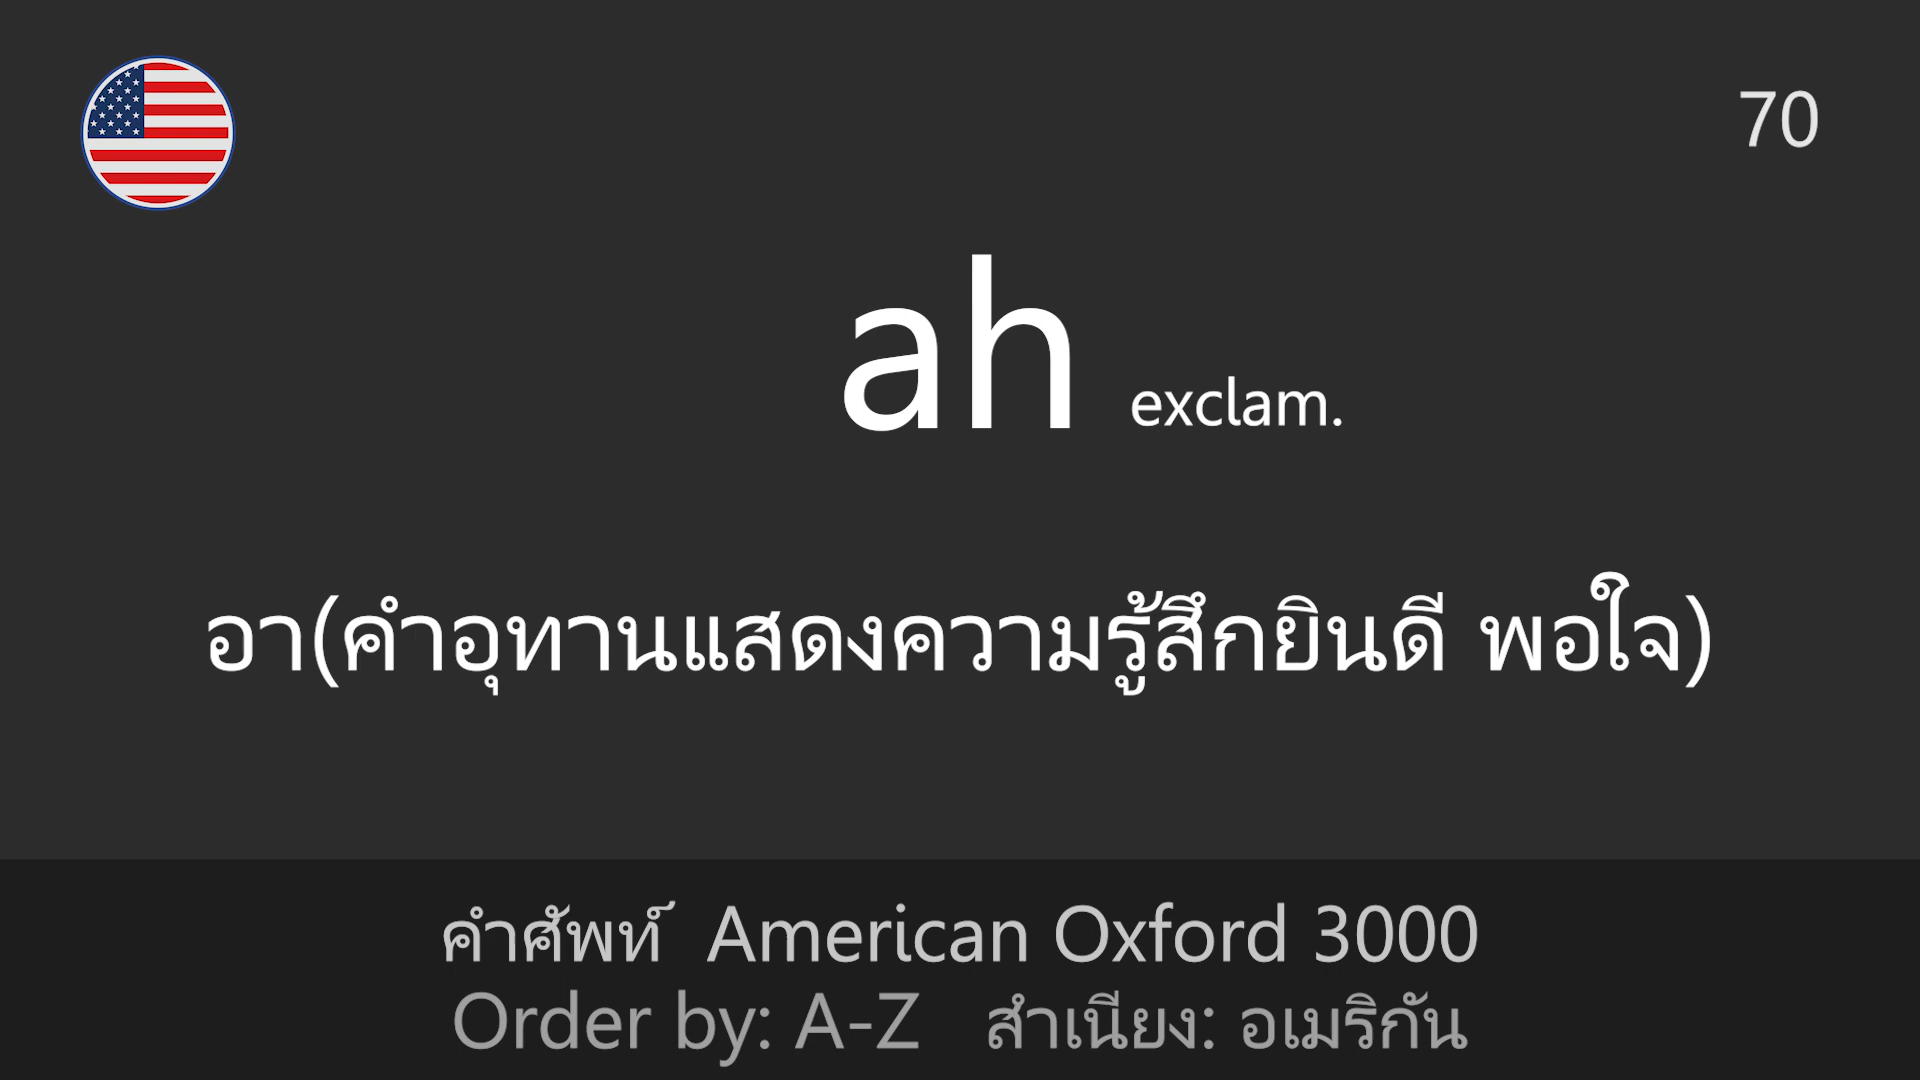 70
ah exclam.
อา(คำอุทานแสดงความรู้สึกยินดี พอใจ)
คำศัพท์ American Oxford 3000
Order by: A-Z สำเนียง: อเมริกัน